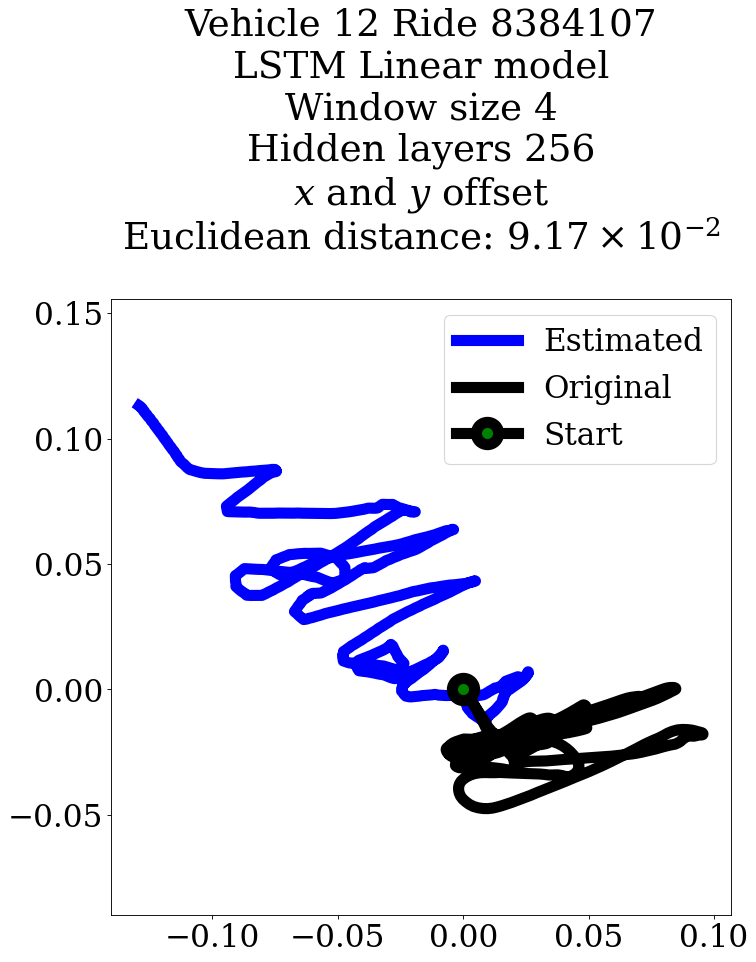 Vehicle 12 Ride 8384107
LSTM Linear model
Window size 4
Hidden layers 256
x and y offset
Euclidean distance: 9.17 × 10⁻²
0.15
0.10
0.05
0.00
−0.05
Estimated
Original
Start
−0.10 −0.05 0.00 0.05 0.10